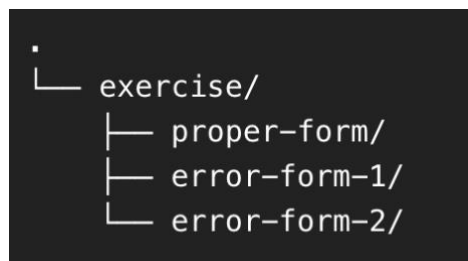 .
└── exercise/
    ├── proper-form/
    ├── error-form-1/
    └── error-form-2/